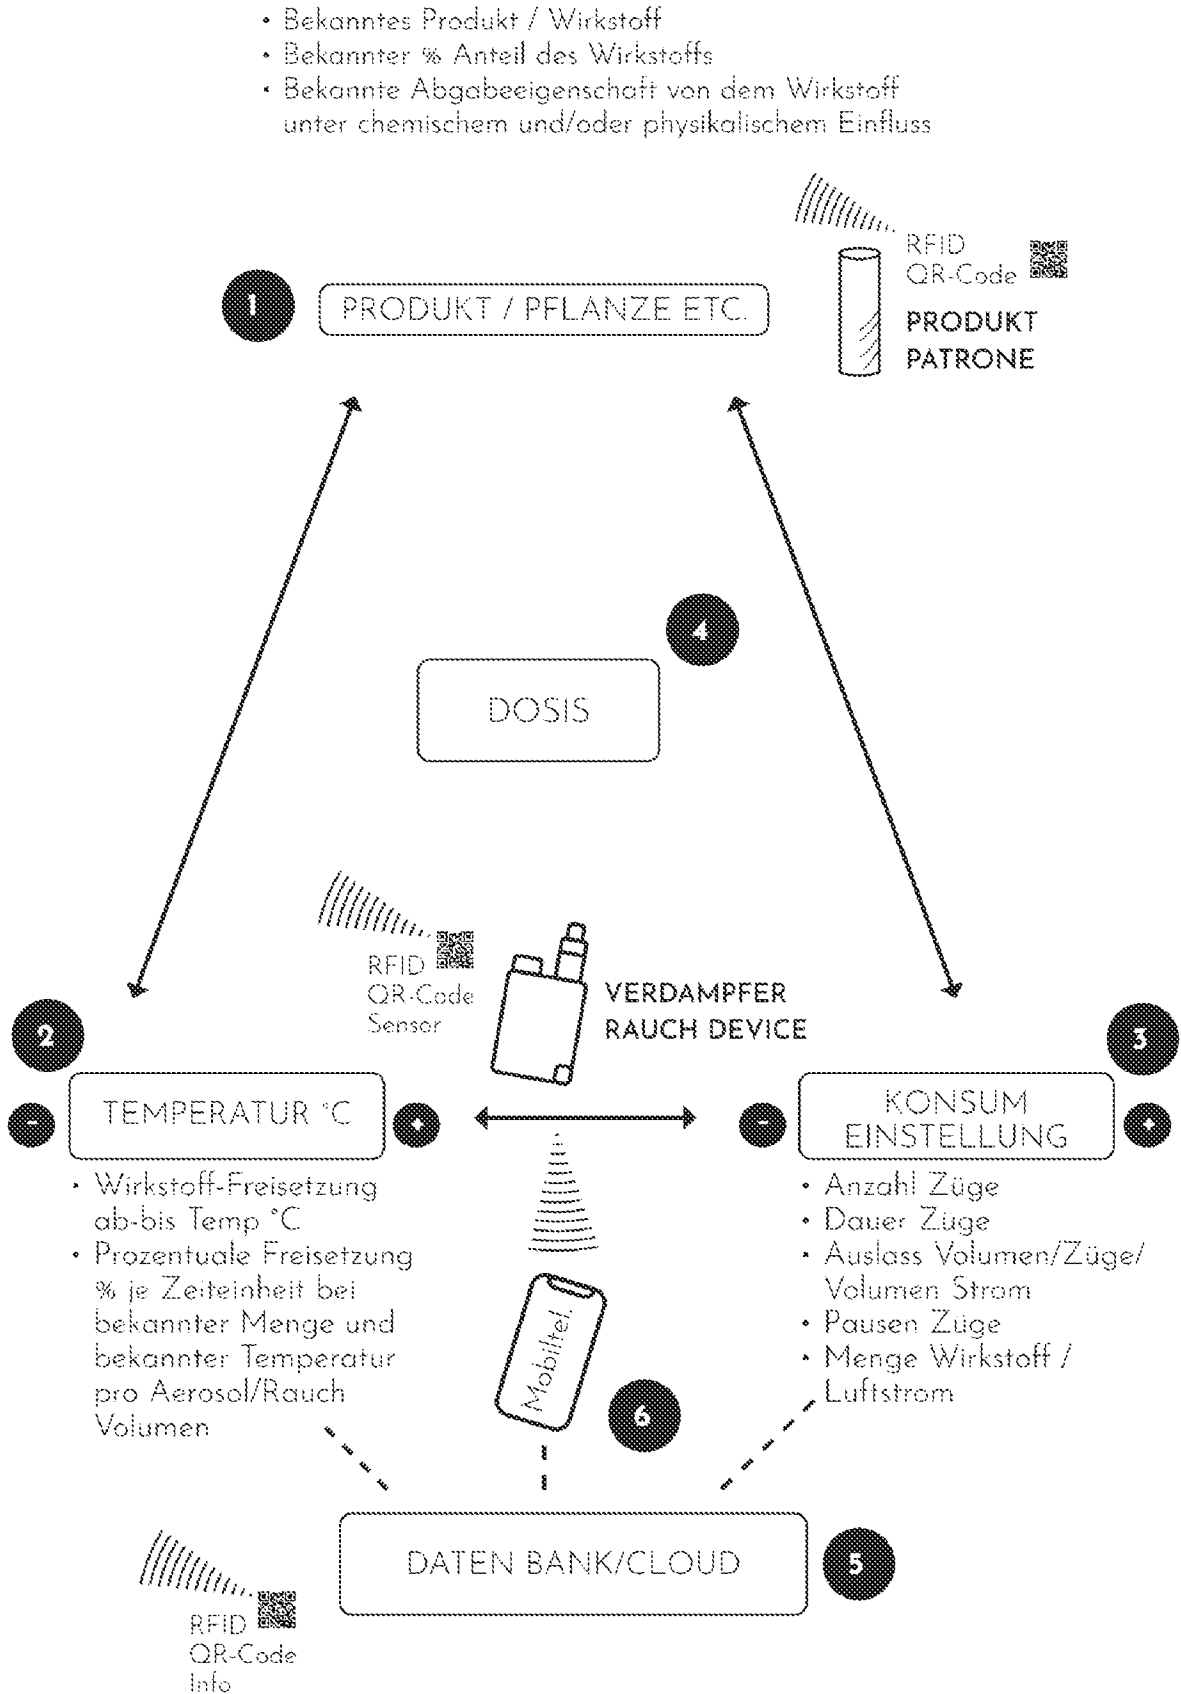 • Bekanntes Produkt / Wirkstoff
• Bekannter % Anteil des Wirkstoffs
• Bekannte Abgabeeigenschaft von dem Wirkstoff
unter chemischem und/oder physikalischem Einfluss
RFID
QR-Code
1
PRODUKT / PFLANZE ETC.
PRODUKT
PATRONE
4
DOSIS
RFID
QR-Code
Sensor
VERDAMPFER
RAUCH DEVICE
2
3
- TEMPERATUR °C +
- KONSUM
EINSTELLUNG +
• Wirkstoff-Freisetzung
ab-bis Temp °C
• Prozentuale Freisetzung
% je Zeiteinheit bei
bekannter Menge und
bekannter Temperatur
pro Aerosol/Rauch
Volumen
• Anzahl Züge
• Dauer Züge
• Auslass Volumen/Züge/
Volumen Strom
• Pausen Züge
• Menge Wirkstoff /
Luftstrom
Mobiltel.
6
DATEN BANK/CLOUD
5
RFID
QR-Code
Info